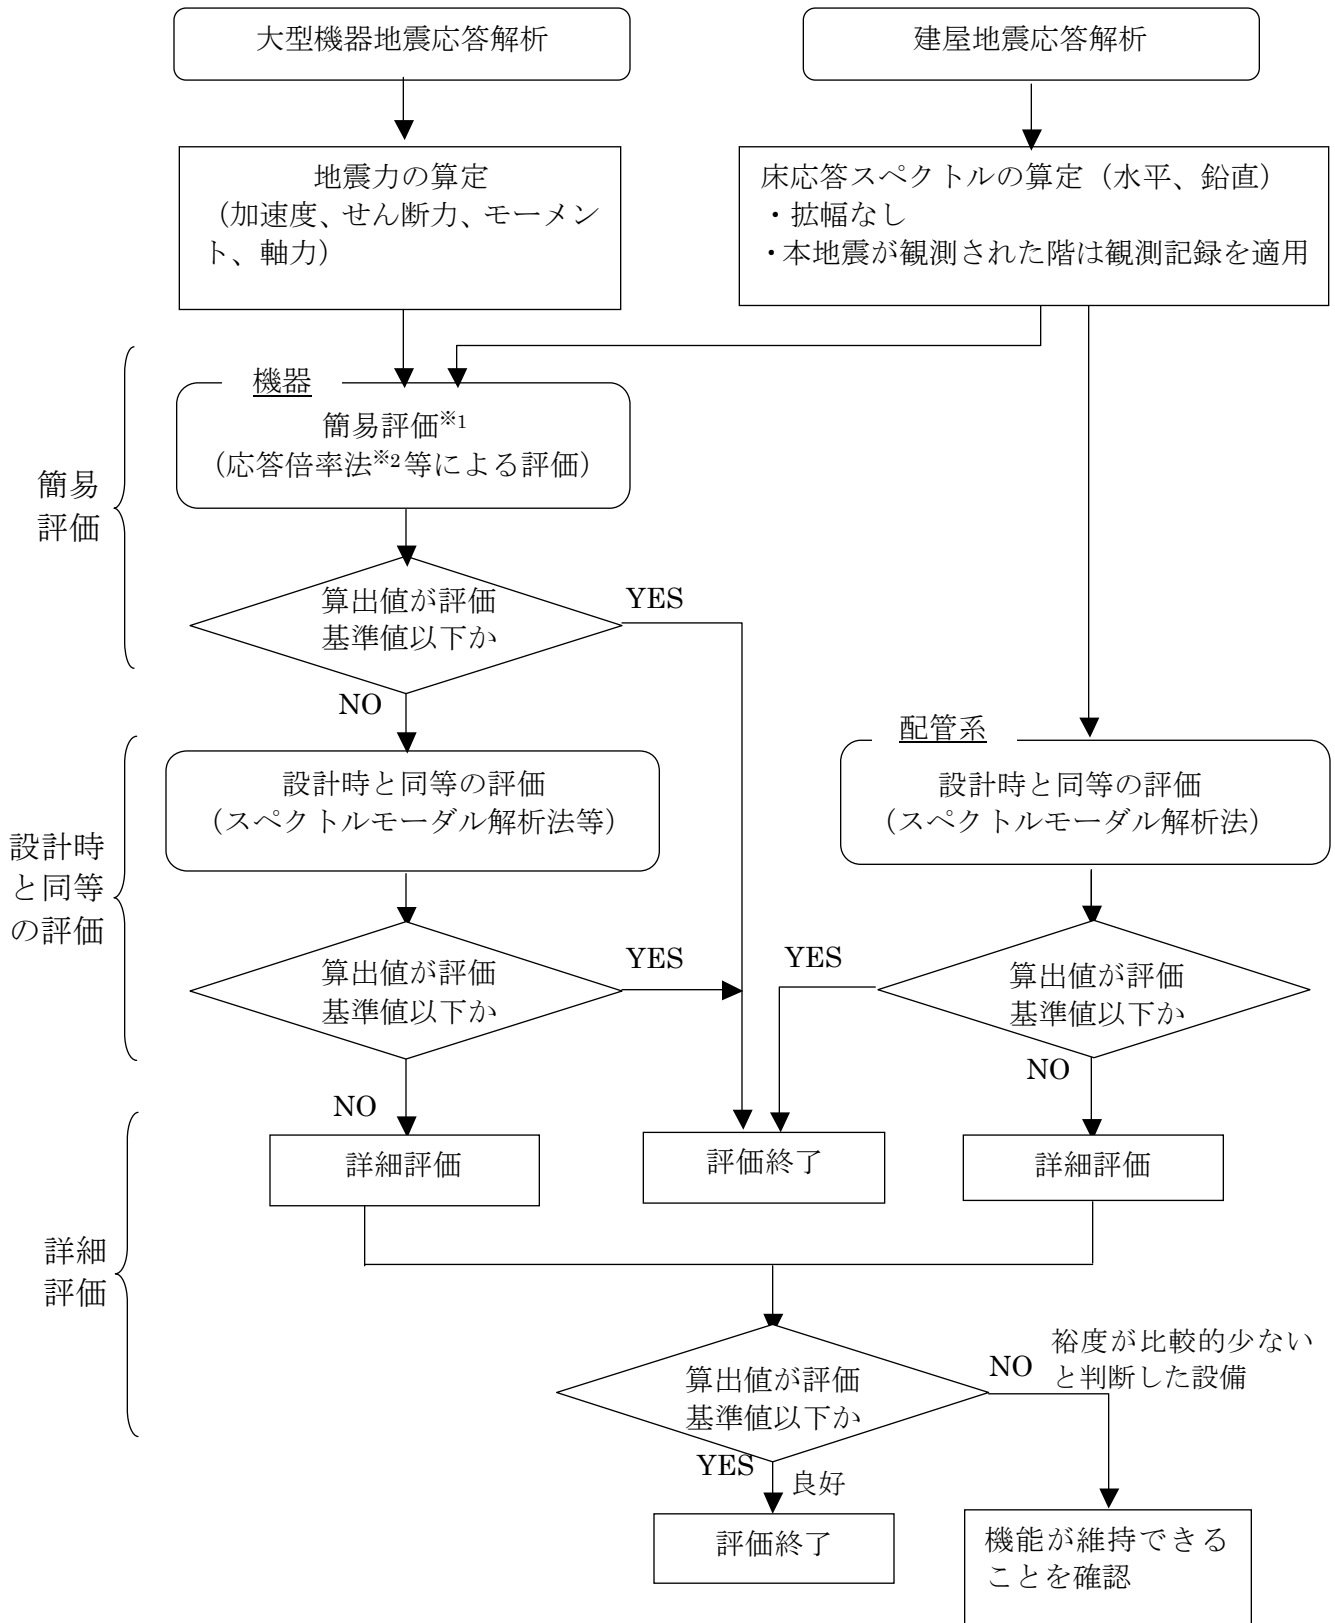 大型機器地震応答解析
建屋地震応答解析
地震力の算定
（加速度、せん断力、モーメン
ト、軸力）
床応答スペクトルの算定（水平、鉛直）
・拡幅なし
・本地震が観測された階は観測記録を適用
機器
簡易評価※1
（応答倍率法※2等による評価）
簡易
評価
算出値が評価
基準値以下か
YES
NO
配管系
設計時と同等の評価
（スペクトルモーダル解析法等）
設計時と同等の評価
（スペクトルモーダル解析法）
設計時
と同等
の評価
算出値が評価
基準値以下か
YES
YES
算出値が評価
基準値以下か
NO
NO
詳細評価
評価終了
詳細評価
詳細
評価
算出値が評価
基準値以下か
NO
裕度が比較的少ない
と判断した設備
YES
良好
評価終了
機能が維持できる
ことを確認